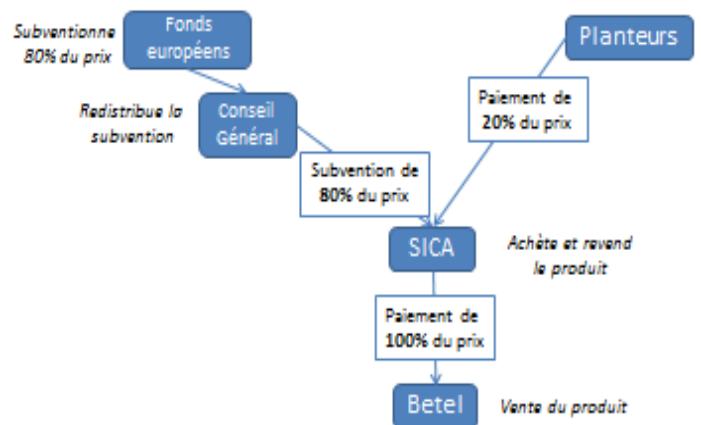 Subventionne
80% du prix
Fonds
européens
Planteurs
Redistribue la
subvention
Conseil
Général
Paiement de
20% du prix
Subvention de
80% du prix
SICA
Achète et revend
le produit
Paiement de
100% du prix
Betel
Vente du produit